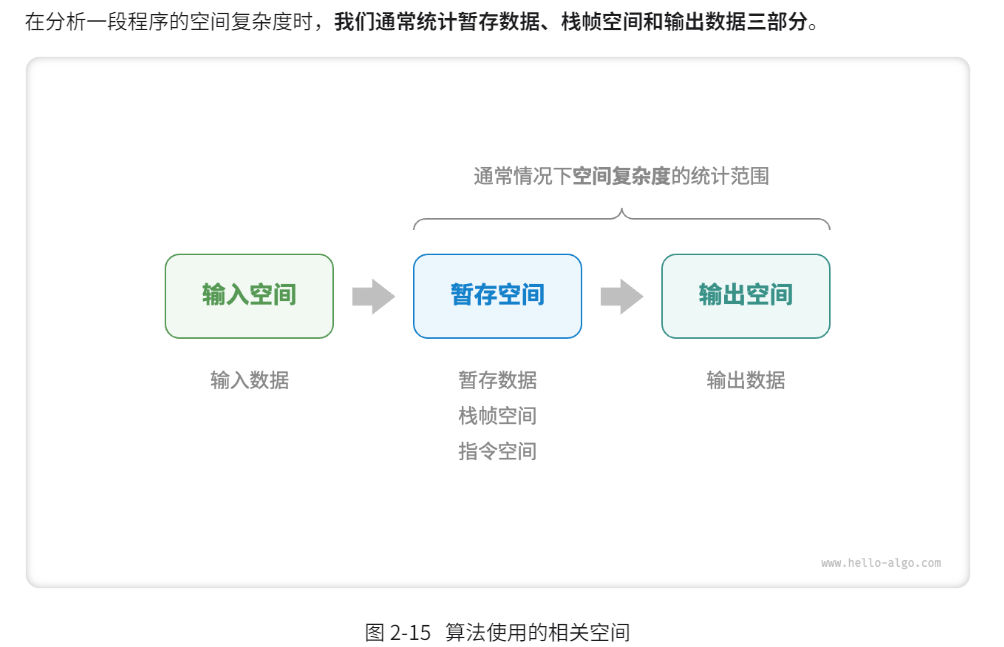 在分析一段程序的空间复杂度时，我们通常统计暂存数据、栈帧空间和输出数据三部分。
通常情况下空间复杂度的统计范围
输入空间
暂存空间
输出空间
输入数据
暂存数据
输出数据
栈帧空间
指令空间
www.hello-algo.com
图 2-15 算法使用的相关空间